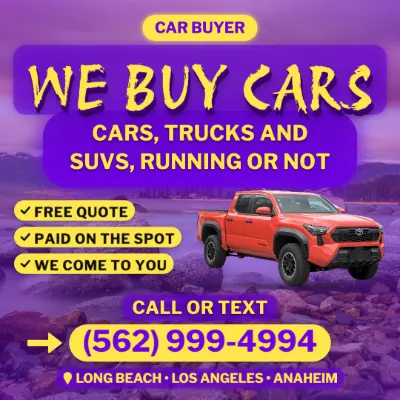 CAR BUYER
WE BUY CARS
CARS, TRUCKS AND
SUVS, RUNNING OR NOT
FREE QUOTE
PAID ON THE SPOT
WE COME TO YOU
CALL OR TEXT
(562) 999-4994
LONG BEACH • LOS ANGELES • ANAHEIM